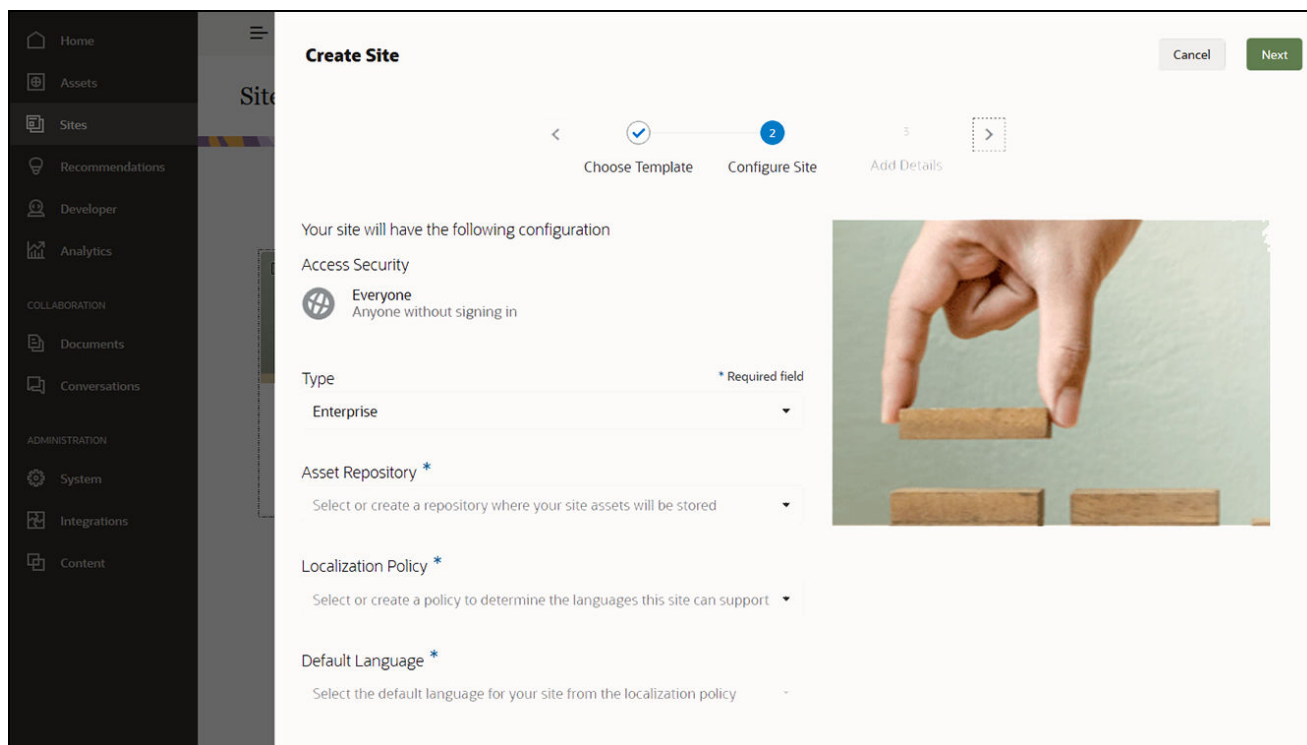 Home
Assets
Sites
Recommendations
Developer
Analytics
COLLABORATION
Documents
Conversations
ADMINISTRATION
System
Integrations
Content
Create Site
Cancel
Next
2
3
Choose Template
Configure Site
Add Details
Your site will have the following configuration
Access Security
Everyone
Anyone without signing in
Type
* Required field
Enterprise
Asset Repository *
Select or create a repository where your site assets will be stored
Localization Policy *
Select or create a policy to determine the languages this site can support
Default Language *
Select the default language for your site from the localization policy